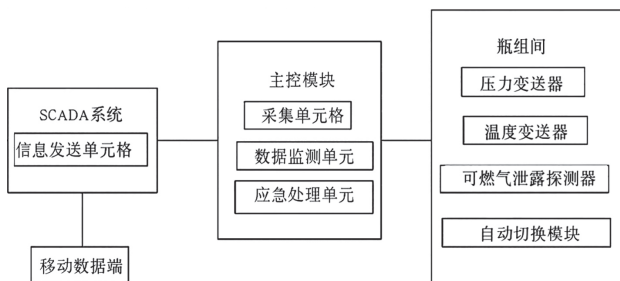 SCADA系统
信息发送单元格
移动数据端
主控模块
采集单元格
数据监测单元
应急处理单元
瓶组间
压力变送器
温度变送器
可燃气泄露探测器
自动切换模块